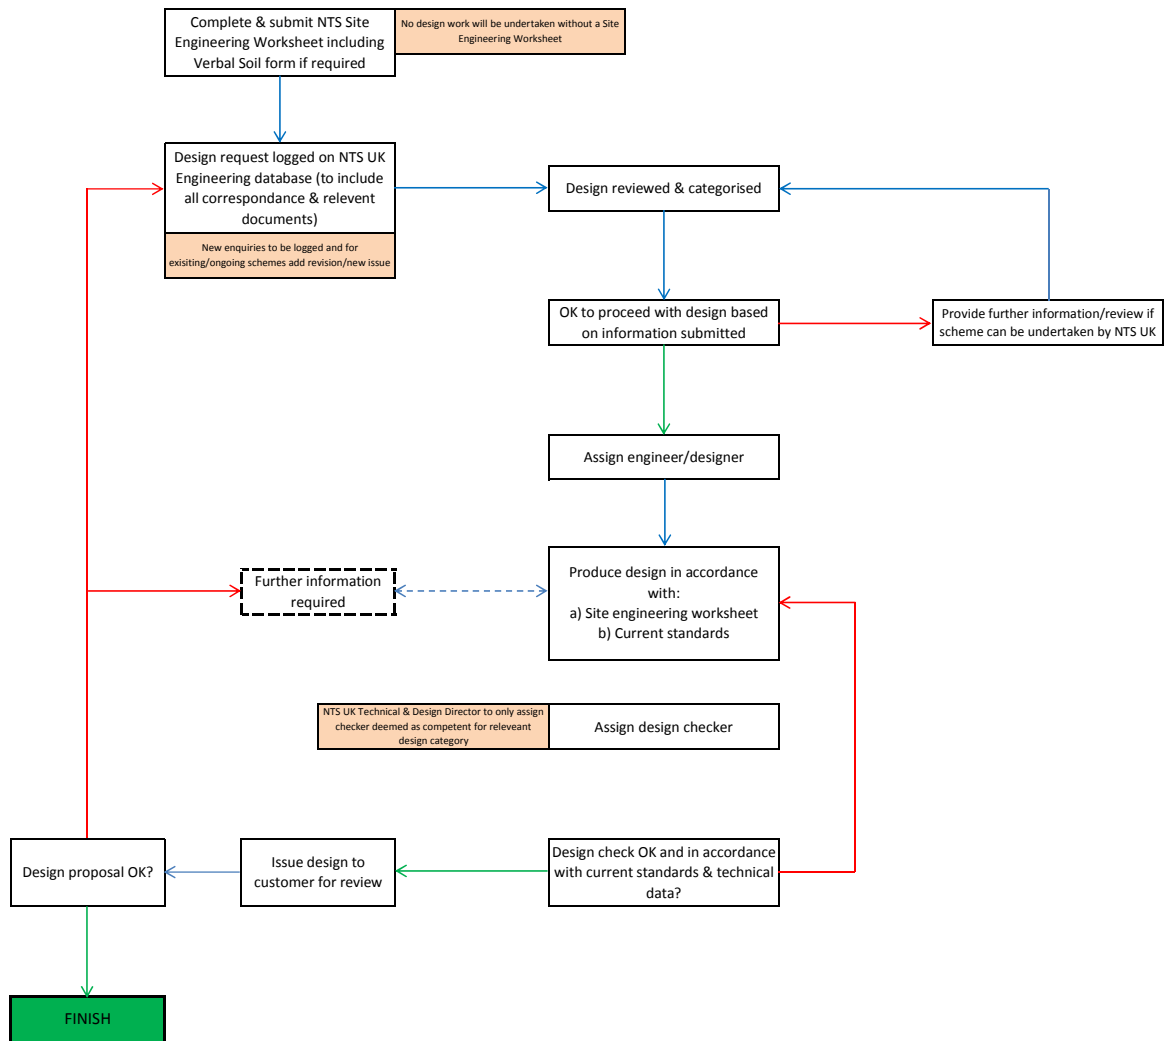 Complete & submit NTS Site
Engineering Worksheet including
Verbal Soil form if required
No design work will be undertaken without a Site
Engineering Worksheet
Design request logged on NTS UK
Engineering database (to include
all correspondance & relevent
documents)
New enquiries to be logged and for
exisiting/ongoing schemes add revision/new issue
Design reviewed & categorised
OK to proceed with design based
on information submitted
Provide further information/review if
scheme can be undertaken by NTS UK
Assign engineer/designer
Further information
required
Produce design in accordance
with:
a) Site engineering worksheet
b) Current standards
NTS UK Technical & Design Director to only assign
checker deemed as competent for releveant
design category
Assign design checker
Design proposal OK?
Issue design to
customer for review
Design check OK and in accordance
with current standards & technical
data?
FINISH